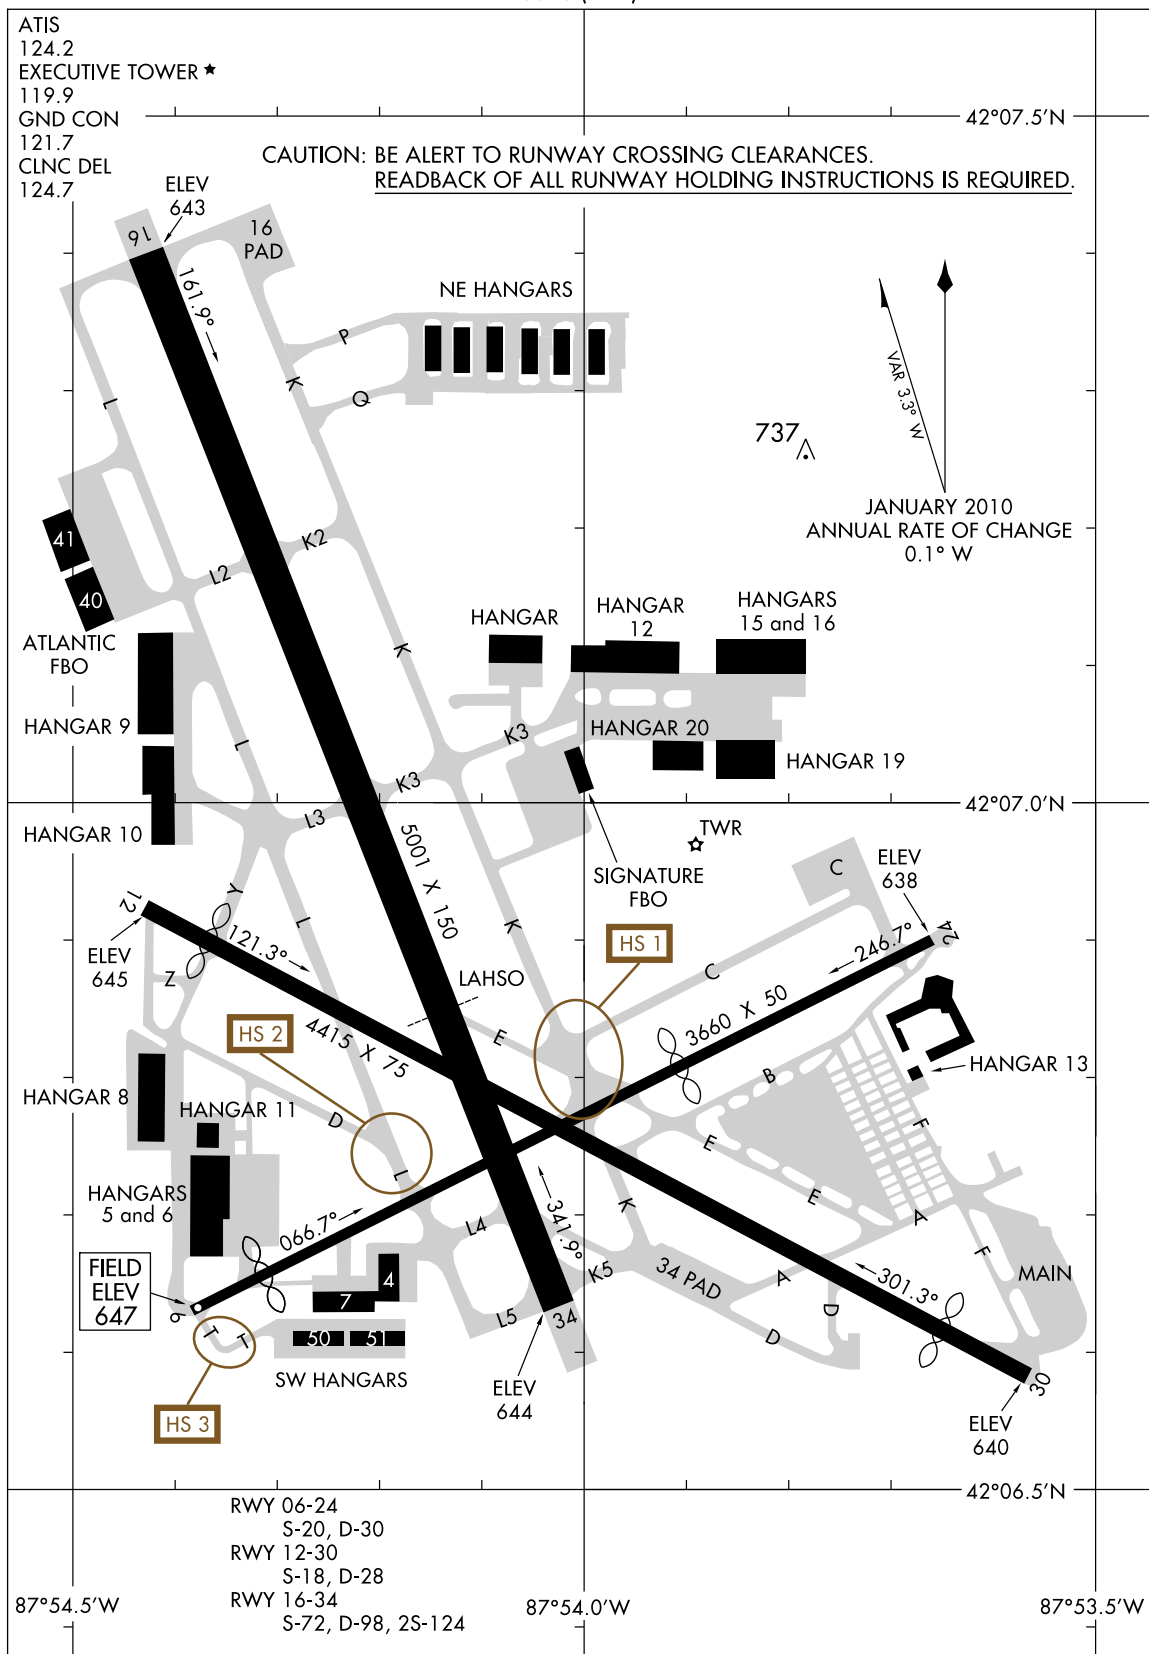 ATIS
124.2
EXECUTIVE TOWER ★
119.9
GND CON
121.7
CLNC DEL
124.7
42°07.5'N
CAUTION: BE ALERT TO RUNWAY CROSSING CLEARANCES.
READBACK OF ALL RUNWAY HOLDING INSTRUCTIONS IS REQUIRED.
ELEV
643
16
16
PAD
161.9°
NE HANGARS
P
K
Q
L
VAR 3.3° W
737
JANUARY 2010
ANNUAL RATE OF CHANGE
0.1° W
41
40
L2
K2
ATLANTIC
FBO
HANGAR
HANGAR
12
HANGARS
15 and 16
K
HANGAR 9
L
K3
HANGAR 20
HANGAR 19
K3
L3
42°07.0'N
HANGAR 10
5001 X 150
TWR
SIGNATURE
FBO
C
ELEV
638
12
Y
L
K
24
ELEV
645
121.3°
HS 1
246.7°
Z
LAHSO
C
3660 X 50
HS 2
4415 X 75
E
HANGAR 13
B
HANGAR 8
HANGAR 11
D
F
E
L
HANGARS
5 and 6
066.7°
L4
341.9°
K
E
A
F
FIELD
ELEV
647
4
7
K5
34 PAD
A
301.3°
MAIN
6
T
T
50
51
L5
34
D
D
SW HANGARS
ELEV
644
30
HS 3
ELEV
640
42°06.5'N
RWY 06-24
S-20, D-30
RWY 12-30
S-18, D-28
RWY 16-34
S-72, D-98, 2S-124
87°54.5'W
87°54.0'W
87°53.5'W